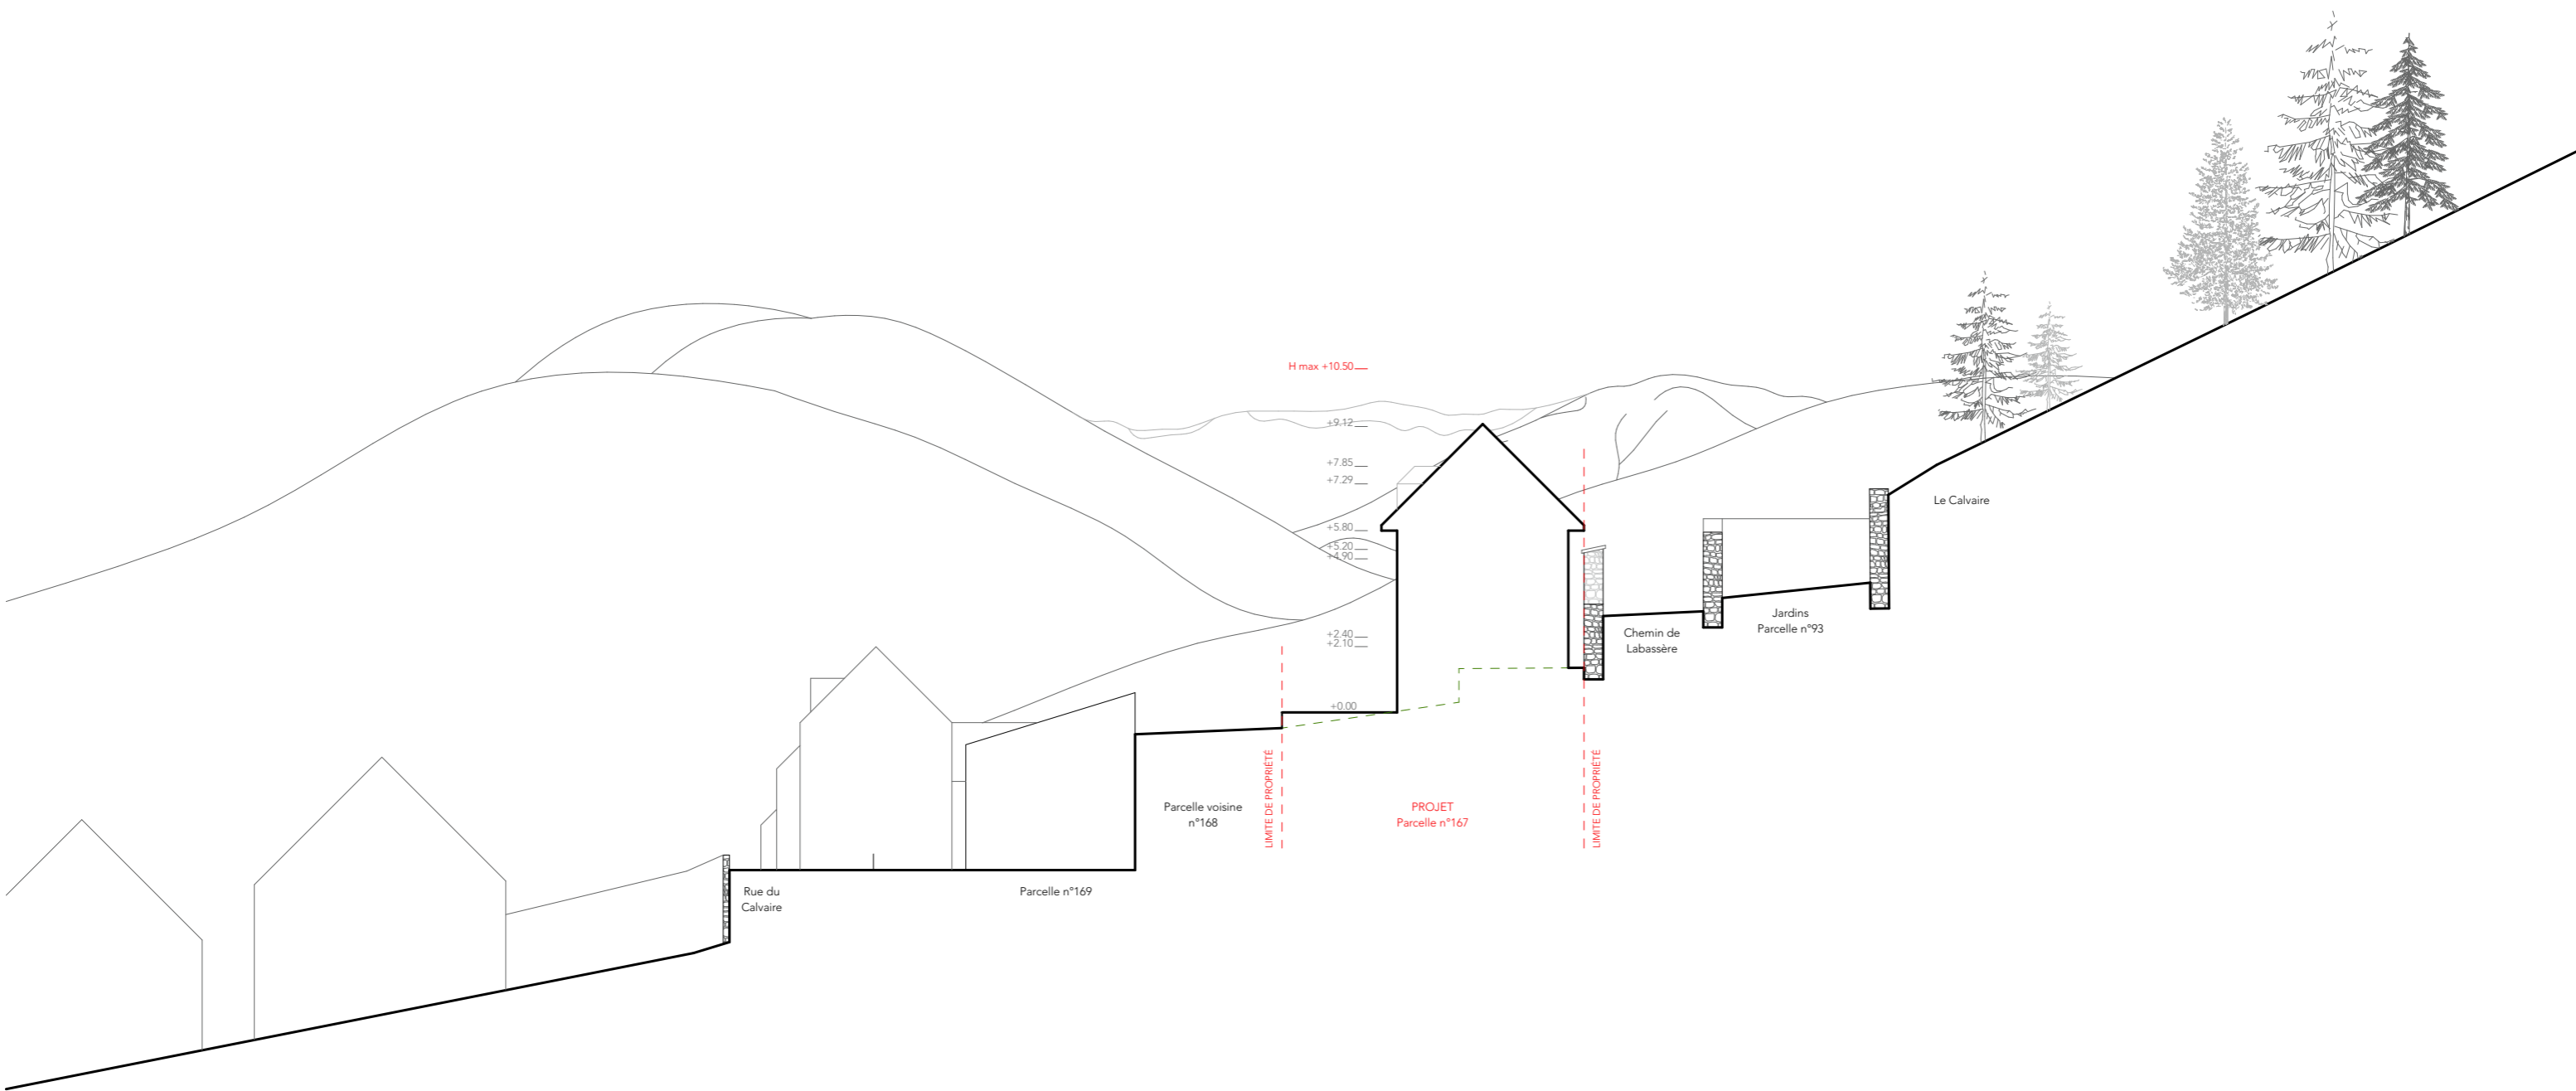 H max +10.50
+9.12
+7.85
+7.29
+5.80
+5.20
+4.90
+2.40
+2.10
+0.00
Le Calvaire
Jardins
Parcelle n°93
Chemin de
Labassère
LIMITE DE PROPRIÉTÉ
PROJET
Parcelle n°167
LIMITE DE PROPRIÉTÉ
Parcelle voisine
n°168
Rue du
Calvaire
Parcelle n°169